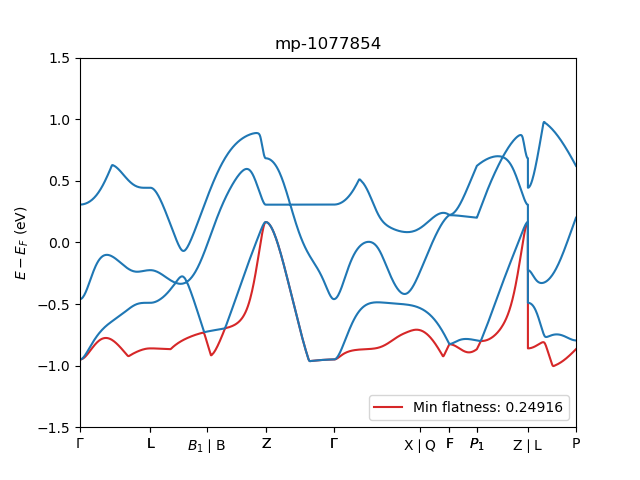 mp-1077854
1.5
1.0
0.5
0.0
−0.5
−1.0
−1.5
E − E_F (eV)
Min flatness: 0.24916
Γ L B₁ | B Z Γ X | Q F P₁ Z | L P